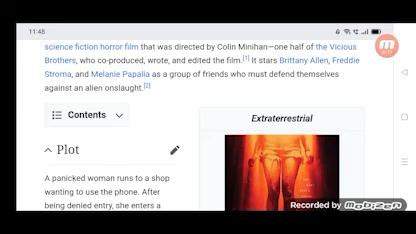 11:48
science fiction horror film that was directed by Colin Minihan—one half of the Vicious
Brothers, who co-produced, wrote, and edited the film.[1] It stars Brittany Allen, Freddie
Stroma, and Melanie Papalia as a group of friends who must defend themselves
against an alien onslaught.[2]
Contents
Extraterrestrial
Plot
A panicked woman runs to a shop
wanting to use the phone. After
being denied entry, she enters a
Recorded by mobizen